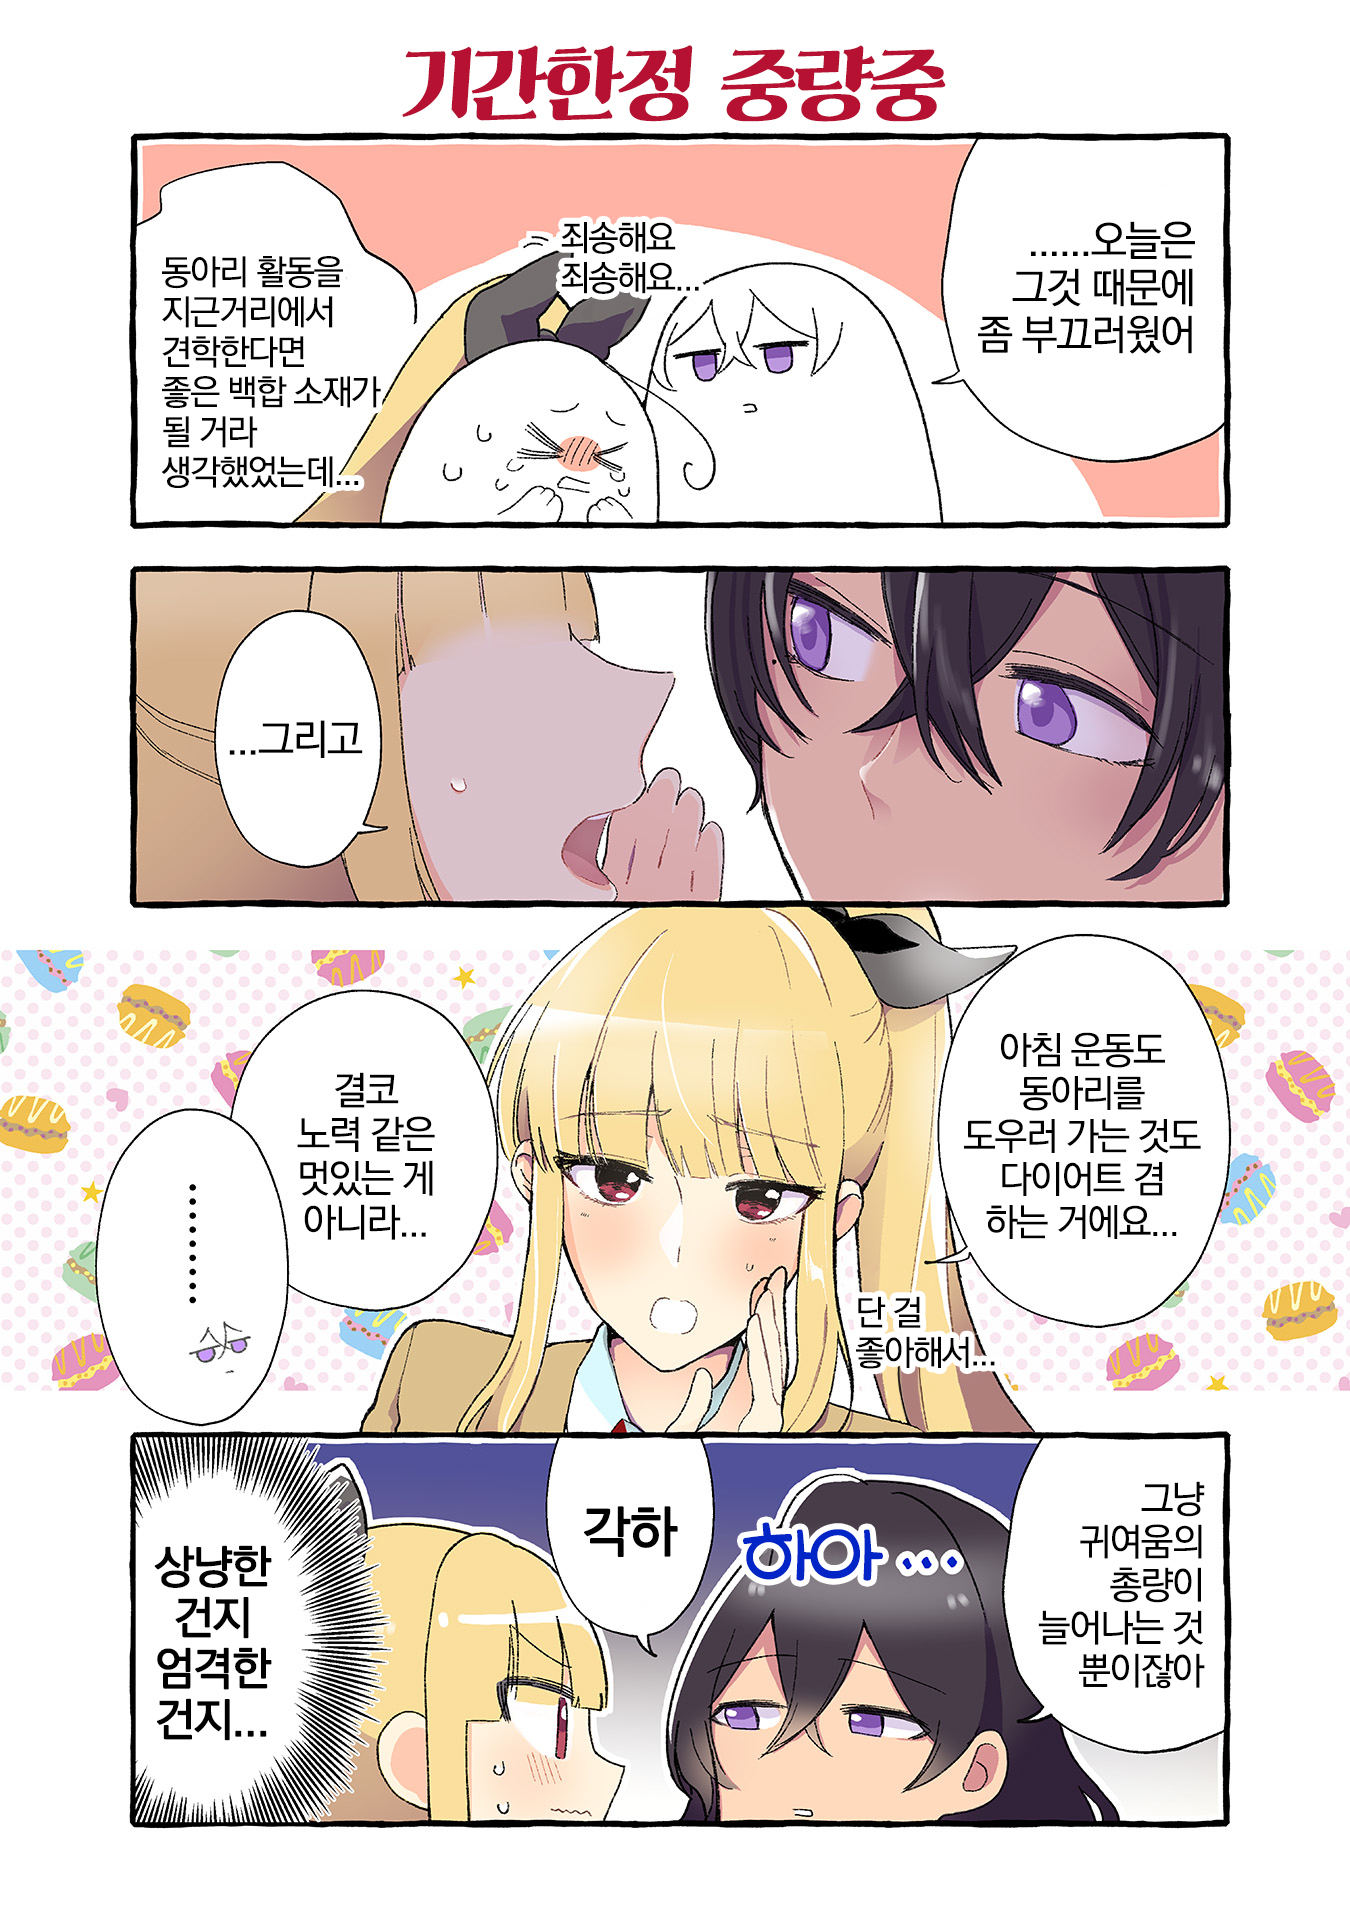 기간한정 중량중
......오늘은
그것 때문에
좀 부끄러웠어
죄송해요
죄송해요...
동아리 활동을
지근거리에서
견학한다면
좋은 백합 소재가
될 거라
생각했었는데...
...그리고
아침 운동도
동아리를
도우러 가는 것도
다이어트 겸
하는 거에요...
단 걸
좋아해서...
결코
노력 같은
멋있는 게
아니라...
.........
그냥
귀여움의
총량이
늘어나는 것
뿐이잖아
하아...
각하
상냥한
건지
엄격한
건지...